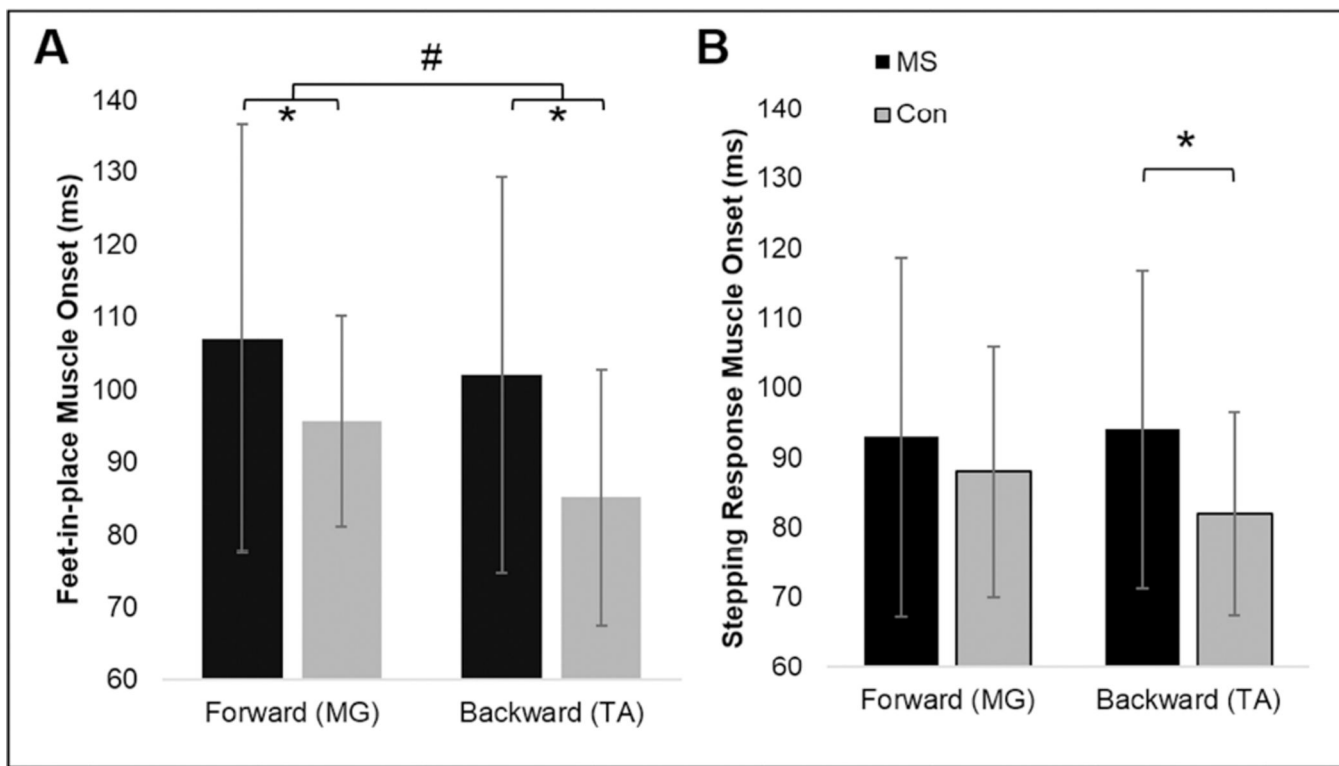 A
#
*
*
Feet-in-place Muscle Onset (ms)
140
130
120
110
100
90
80
70
60
Forward (MG)
Backward (TA)
B
MS
Con
*
Stepping Response Muscle Onset (ms)
140
130
120
110
100
90
80
70
60
Forward (MG)
Backward (TA)